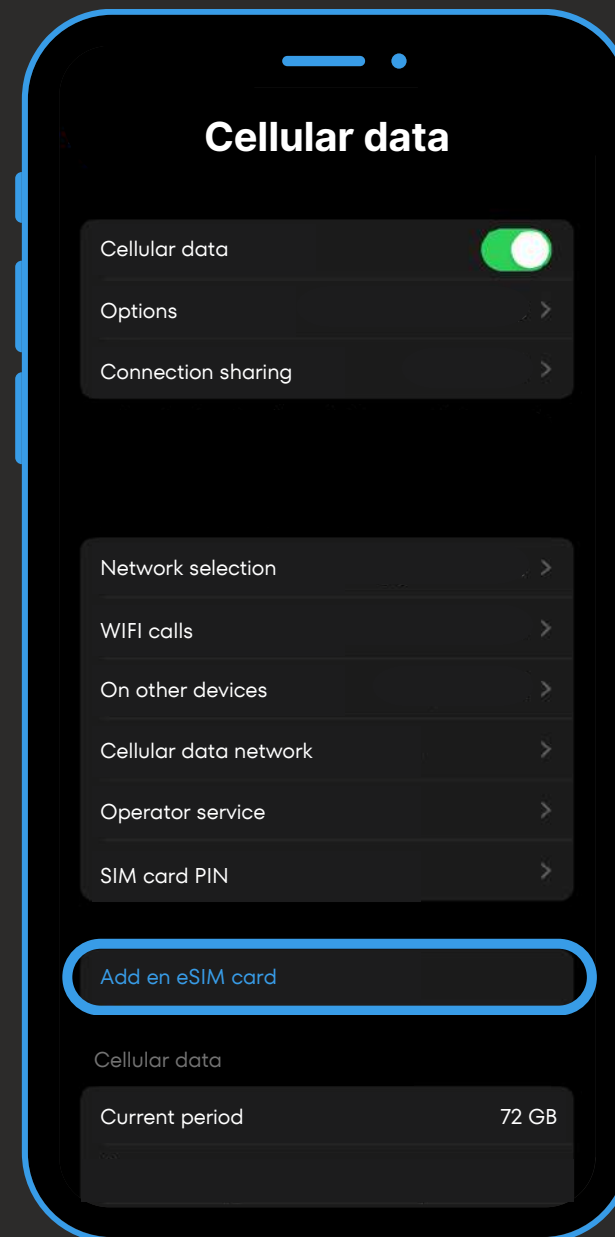 Cellular data
Cellular data
Options
Connection sharing
Network selection
WIFI calls
On other devices
Cellular data network
Operator service
SIM card PIN
Add en eSIM card
Cellular data
Current period 72 GB